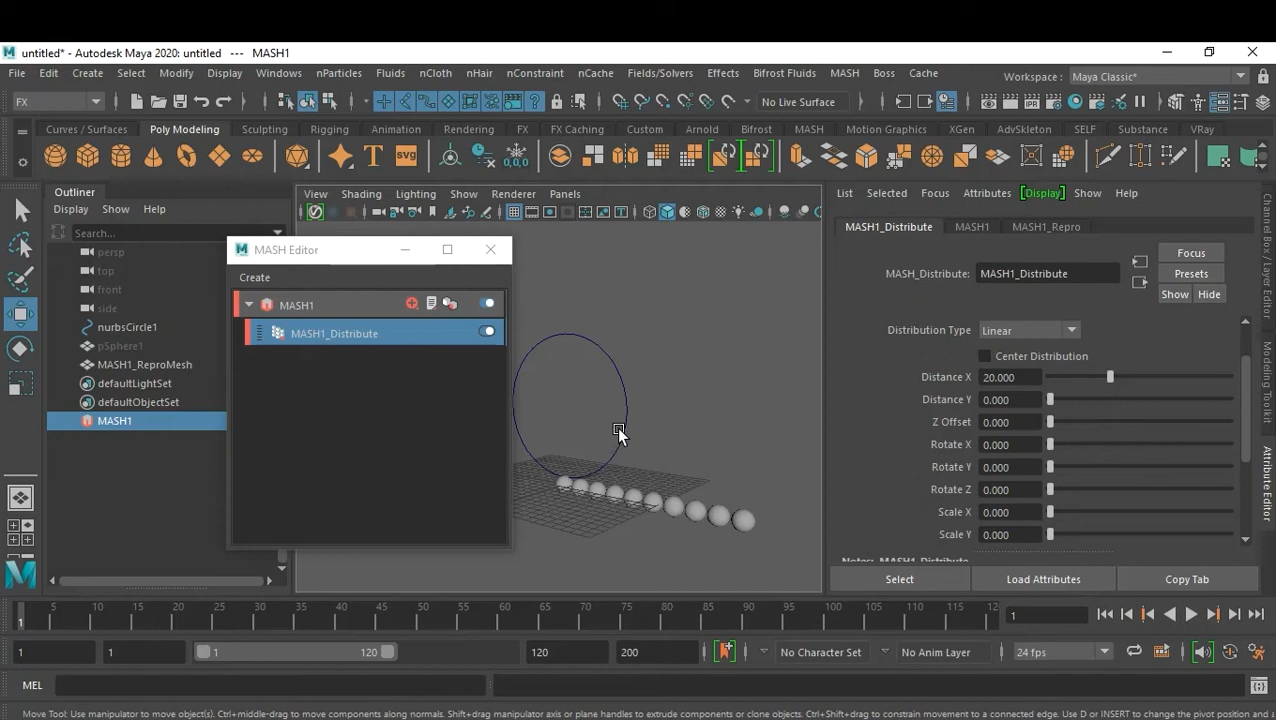 untitled* - Autodesk Maya 2020: untitled --- MASH1
File Edit Create Select Modify Display Windows nParticles Fluids nCloth nHair nConstraint nCache Fields/Solvers Effects Bifrost Fluids MASH Boss Cache Workspace : Maya Classic*
FX No Live Surface
Curves / Surfaces Poly Modeling Sculpting Rigging Animation Rendering FX FX Caching Custom Arnold Bifrost MASH Motion Graphics XGen AdvSkeleton SELF Substance VRay
Outliner
Display Show Help
Search...
persp
top
front
side
nurbsCircle1
pSphere1
MASH1_ReproMesh
defaultLightSet
defaultObjectSet
MASH1
View Shading Lighting Show Renderer Panels
MASH Editor
Create
MASH1
MASH1_Distribute
List Selected Focus Attributes Display Show Help
MASH1_Distribute MASH1 MASH1_Repro
MASH_Distribute: MASH1_Distribute
Focus
Presets
Show Hide
Distribution Type Linear
Center Distribution
Distance X 20.000
Distance Y 0.000
Z Offset 0.000
Rotate X 0.000
Rotate Y 0.000
Rotate Z 0.000
Scale X 0.000
Scale Y 0.000
Notes: MASH1_Distribute
Select Load Attributes Copy Tab
Channel Box / Layer Editor
Modeling Toolkit
Attribute Editor
5 10 15 20 25 30 35 40 45 50 55 60 65 70 75 80 85 90 95 100 105 110 115 12
1 1
1 1 1 120 120 200 No Character Set No Anim Layer 24 fps
MEL
Move Tool: Use manipulator to move object(s). Ctrl+middle-drag to move components along normals. Shift+drag manipulator axis or plane handles to extrude components or clone objects. Ctrl+Shift+drag to constrain movement to a connected edge. Use D or INSERT to change the pivot position and a